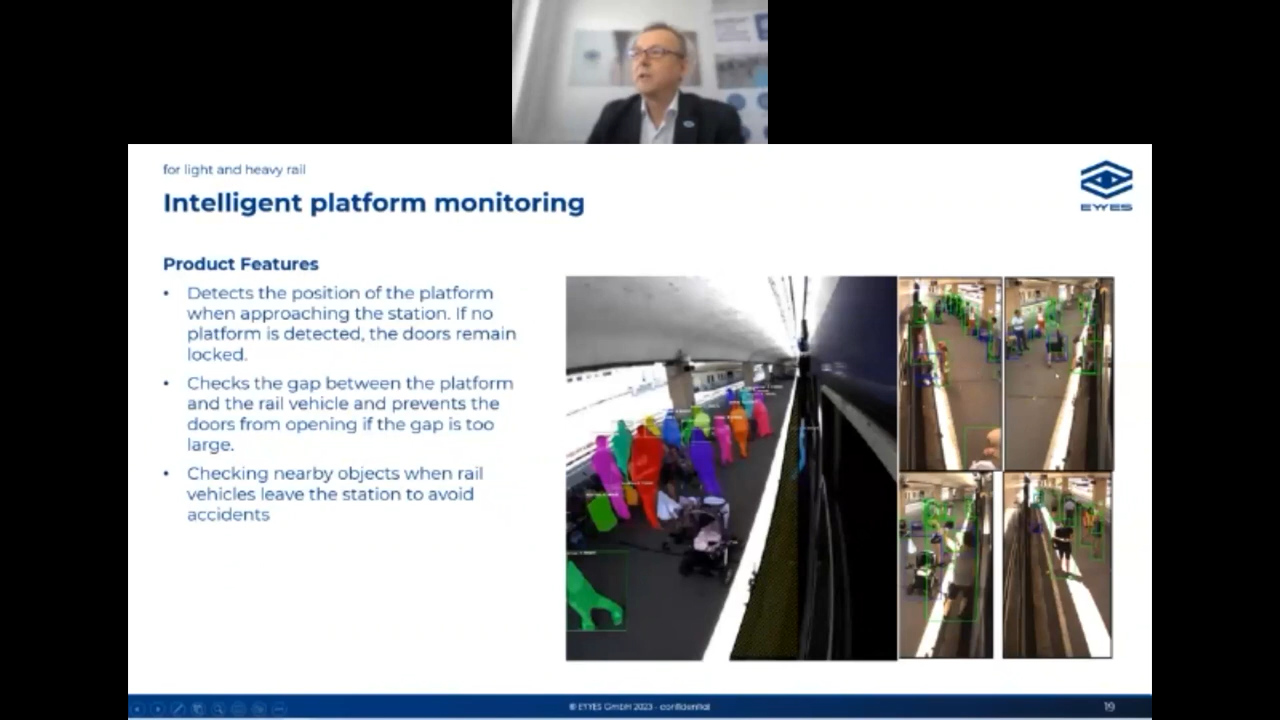 for light and heavy rail
Intelligent platform monitoring
EYYES
Product Features
• Detects the position of the platform
when approaching the station. If no
platform is detected, the doors remain
locked.
• Checks the gap between the platform
and the rail vehicle and prevents the
doors from opening if the gap is too
large.
• Checking nearby objects when rail
vehicles leave the station to avoid
accidents
© EYYES GmbH 2023 - confidential
19